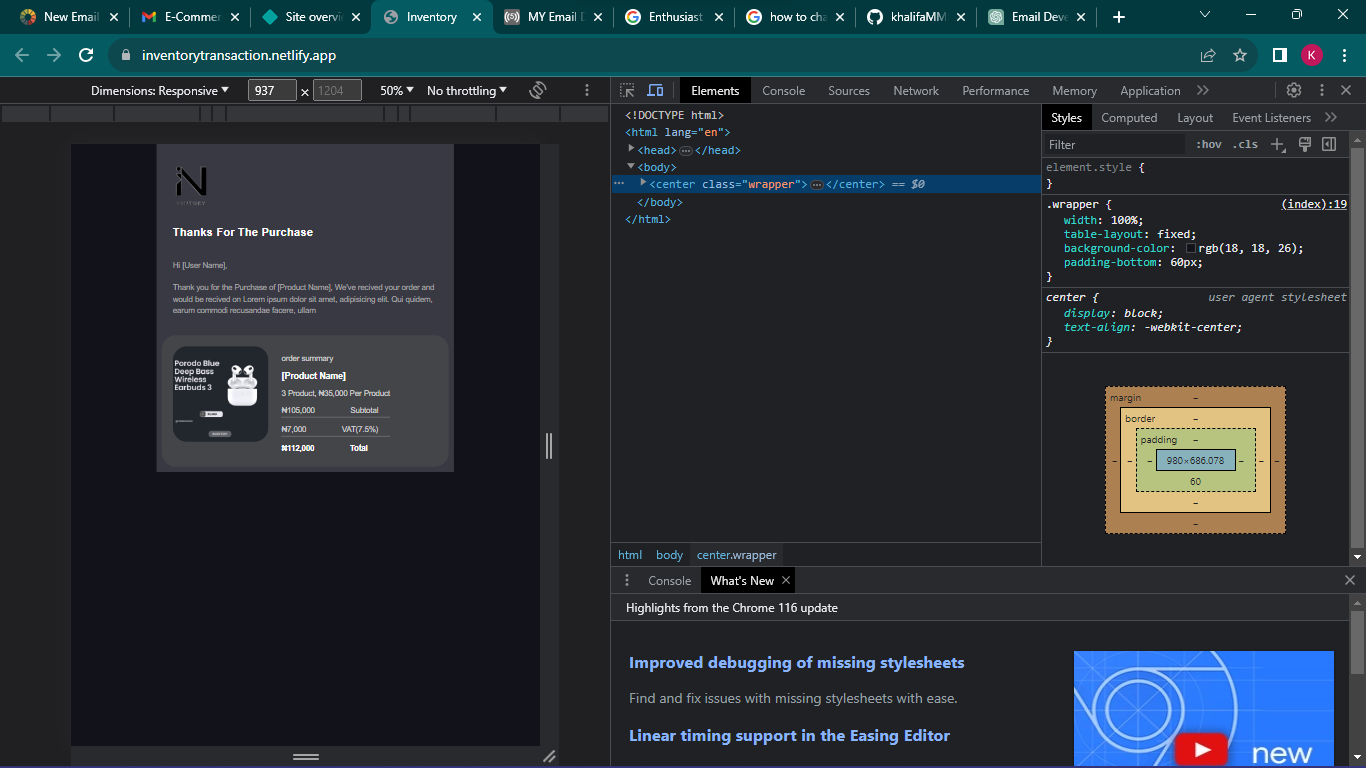 New Email
E-Commer
Site overvi
Inventory
MY Email D
Enthusiast
how to cha
khalifaMM
Email Deve
inventorytransaction.netlify.app
K
Dimensions: Responsive 937 x 1204 50% No throttling
Elements Console Sources Network Performance Memory Application
<!DOCTYPE html>
<html lang="en">
<head> </head>
<body>
<center class="wrapper"> </center> == $0
</body>
</html>
Styles Computed Layout Event Listeners
Filter :hov .cls
element.style {
}
.wrapper { (index):19
width: 100%;
table-layout: fixed;
background-color: rgb(18, 18, 26);
padding-bottom: 60px;
}
center { user agent stylesheet
display: block;
text-align: -webkit-center;
}
margin –
border –
padding –
– – – 980×686.078 – – –
60
–
–
N
Thanks For The Purchase
Hi [User Name],
Thank you for the Purchase of [Product Name], We've recived your order and
would be recived on Lorem ipsum dolor sit amet, adipisicing elit. Qui quidem,
earum commodi recusandae facere, ullam
Porodo Blue
Deep Bass
Wireless
Earbuds 3
order summary
[Product Name]
3 Product, ₦35,000 Per Product
₦105,000 Subtotal
₦7,000 VAT(7.5%)
₦112,000 Total
html body center.wrapper
Console What's New
Highlights from the Chrome 116 update
Improved debugging of missing stylesheets
Find and fix issues with missing stylesheets with ease.
Linear timing support in the Easing Editor
new